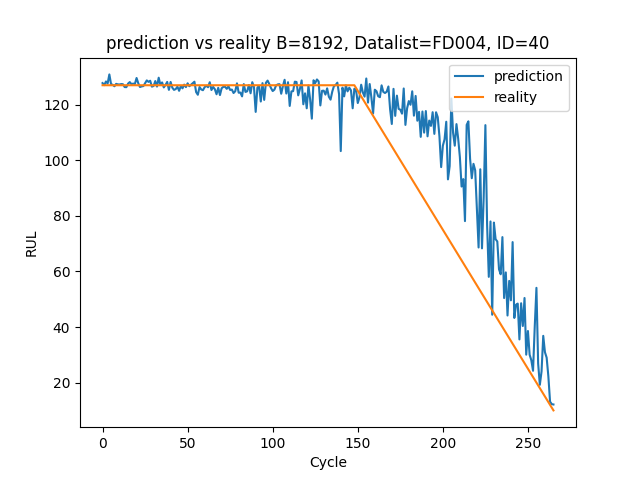 prediction vs reality B=8192, Datalist=FD004, ID=40
prediction
reality
RUL
120
100
80
60
40
20
0 50 100 150 200 250
Cycle